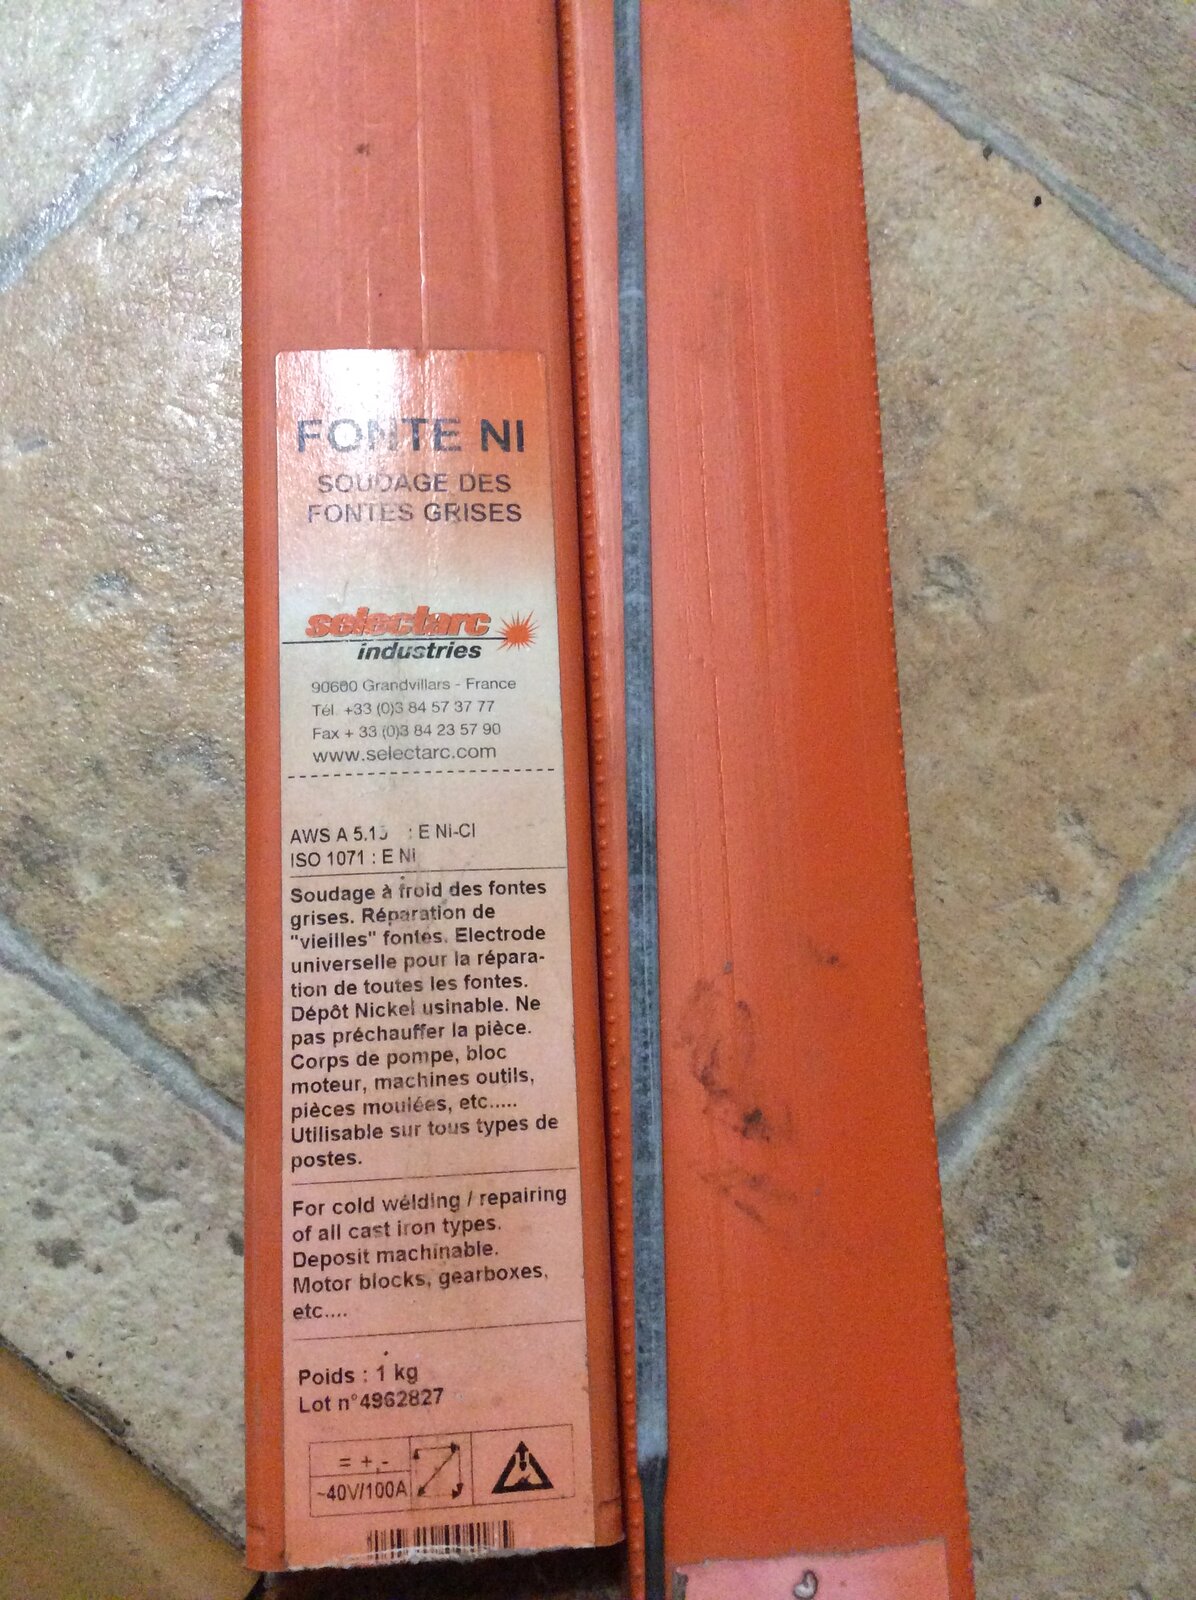 FONTE NI
SOUDAGE DES
FONTES GRISES
selectarc
industries
90600 Grandvillars - France
Tél. +33 (0)3 84 57 37 77
Fax + 33 (0)3 84 23 57 90
www.selectarc.com
AWS A : E Ni-CI
ISO 1071 : E Ni
Soudage à froid des fontes
grises. Réparation de
"vieilles" fontes. Electrode
universelle pour la répara-
tion de toutes les fontes.
Dépôt Nickel usinable. Ne
pas préchauffer la pièce.
Corps de pompe, bloc
moteur, machines outils,
pièces moulées, etc.....
Utilisable sur tous types de
postes.
For cold welding / repairing
of all cast iron types.
Deposit machinable.
Motor blocks, gearboxes,
etc....
Poids : 1 kg
Lot n°4962827
= +,-
~40V/100A